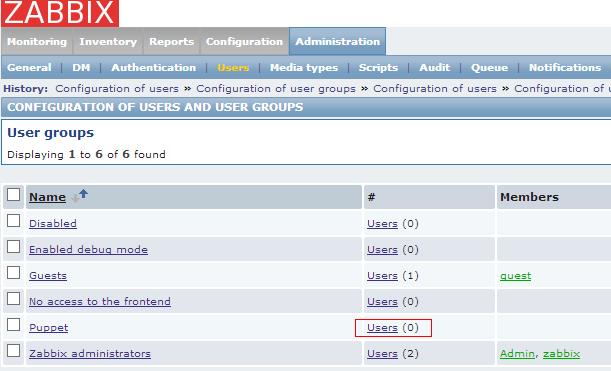 ZABBIX
Monitoring Inventory Reports Configuration Administration
General | DM | Authentication | Users | Media types | Scripts | Audit | Queue | Notifications
History: Configuration of users » Configuration of user groups » Configuration of users » Configuration of
CONFIGURATION OF USERS AND USER GROUPS
User groups
Displaying 1 to 6 of 6 found
Name # Members
Disabled Users (0)
Enabled debug mode Users (0)
Guests Users (1) guest
No access to the frontend Users (0)
Puppet Users (0)
Zabbix administrators Users (2) Admin, zabbix